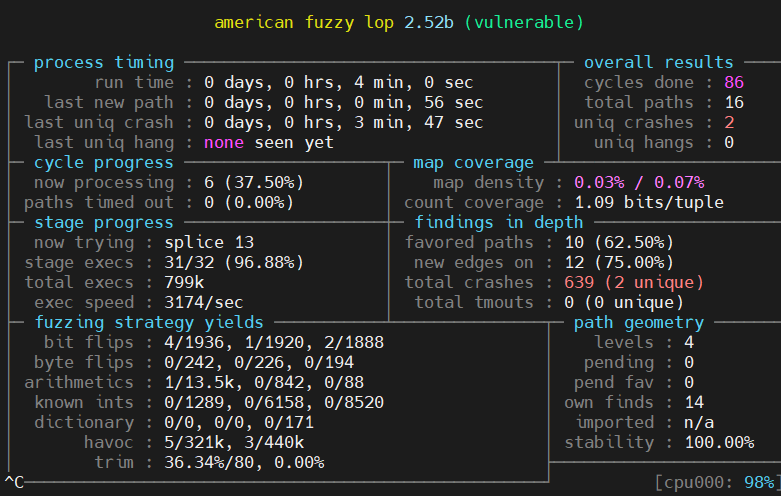 american fuzzy lop 2.52b (vulnerable)
process timing
overall results
run time : 0 days, 0 hrs, 4 min, 0 sec
cycles done : 86
last new path : 0 days, 0 hrs, 0 min, 56 sec
total paths : 16
last uniq crash : 0 days, 0 hrs, 3 min, 47 sec
uniq crashes : 2
last uniq hang : none seen yet
uniq hangs : 0
cycle progress
map coverage
now processing : 6 (37.50%)
map density : 0.03% / 0.07%
paths timed out : 0 (0.00%)
count coverage : 1.09 bits/tuple
stage progress
findings in depth
now trying : splice 13
favored paths : 10 (62.50%)
stage execs : 31/32 (96.88%)
new edges on : 12 (75.00%)
total execs : 799k
total crashes : 639 (2 unique)
exec speed : 3174/sec
total tmouts : 0 (0 unique)
fuzzing strategy yields
path geometry
bit flips : 4/1936, 1/1920, 2/1888
levels : 4
byte flips : 0/242, 0/226, 0/194
pending : 0
arithmetics : 1/13.5k, 0/842, 0/88
pend fav : 0
known ints : 0/1289, 0/6158, 0/8520
own finds : 14
dictionary : 0/0, 0/0, 0/171
imported : n/a
havoc : 5/321k, 3/440k
stability : 100.00%
trim : 36.34%/80, 0.00%
^C
[cpu000: 98%]